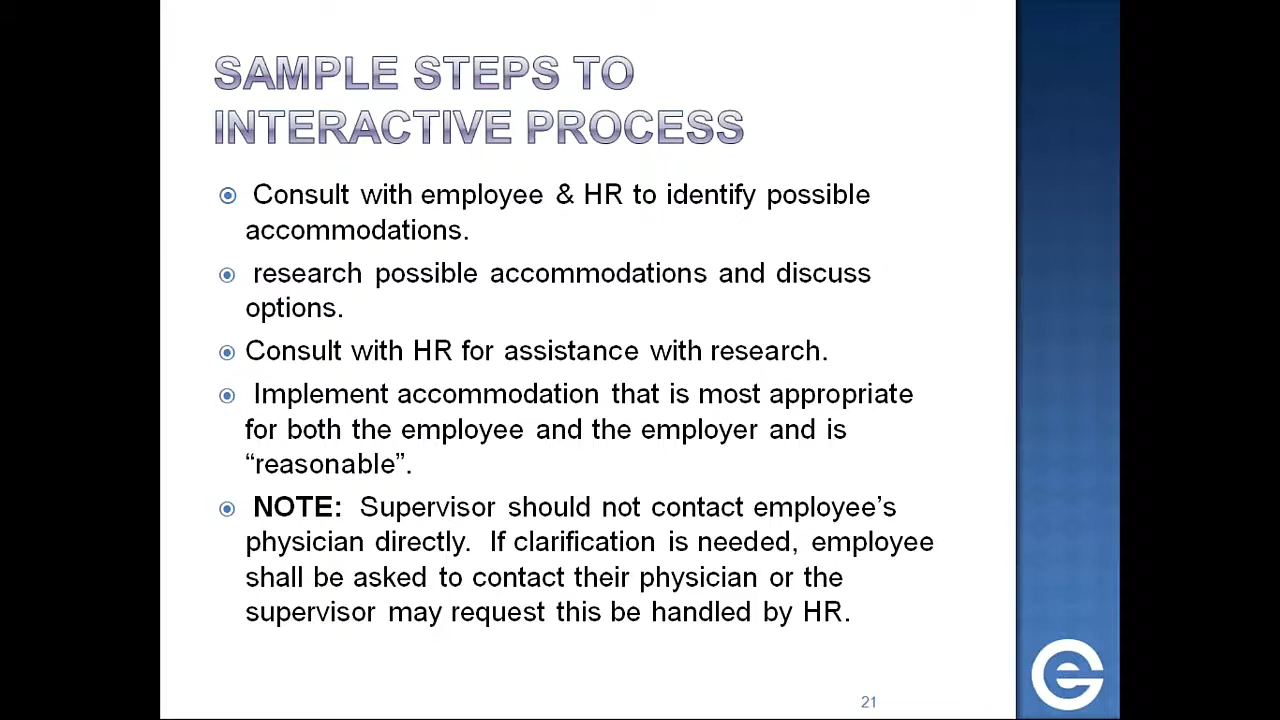 SAMPLE STEPS TO
INTERACTIVE PROCESS
Consult with employee & HR to identify possible
accommodations.
research possible accommodations and discuss
options.
Consult with HR for assistance with research.
Implement accommodation that is most appropriate
for both the employee and the employer and is
“reasonable”.
NOTE: Supervisor should not contact employee’s
physician directly. If clarification is needed, employee
shall be asked to contact their physician or the
supervisor may request this be handled by HR.
21